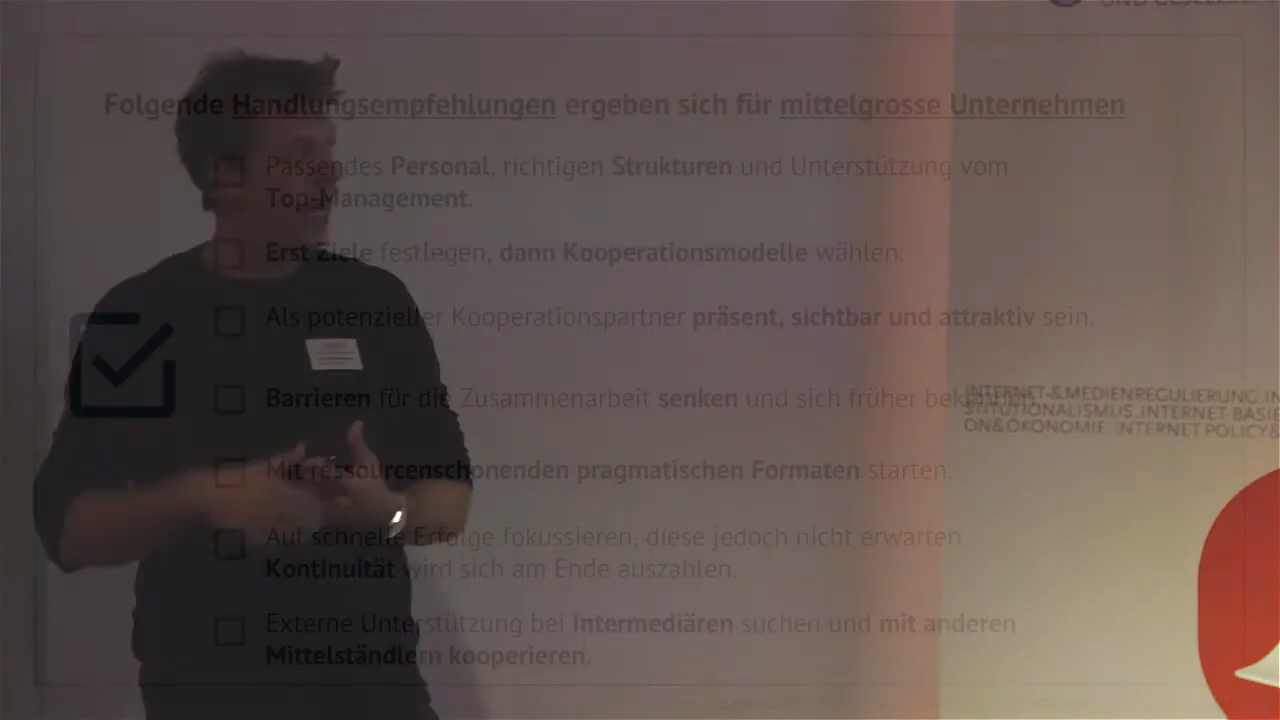 UND GESELLSCHA
Folgende Handlungsempfehlungen ergeben sich für mittelgrosse Unternehmen
Passendes Personal, richtigen Strukturen und Unterstützung vom
Top-Management.
Erst Ziele festlegen, dann Kooperationsmodelle wählen.
Als potenzieller Kooperationspartner präsent, sichtbar und attraktiv sein.
Barrieren für die Zusammenarbeit senken und sich früher bekennen.
INTERNET-&MEDIENREGULIERUNG.IN
STITUTIONALISMUS.INTERNET BASIE
ON&ÖKONOMIE. INTERNET POLICY&
Mit ressourcenschonenden pragmatischen Formaten starten.
Auf schnelle Erfolge fokussieren, diese jedoch nicht erwarten
Kontinuität wird sich am Ende auszahlen.
Externe Unterstützung bei Intermediären suchen und mit anderen
Mittelständlern kooperieren.